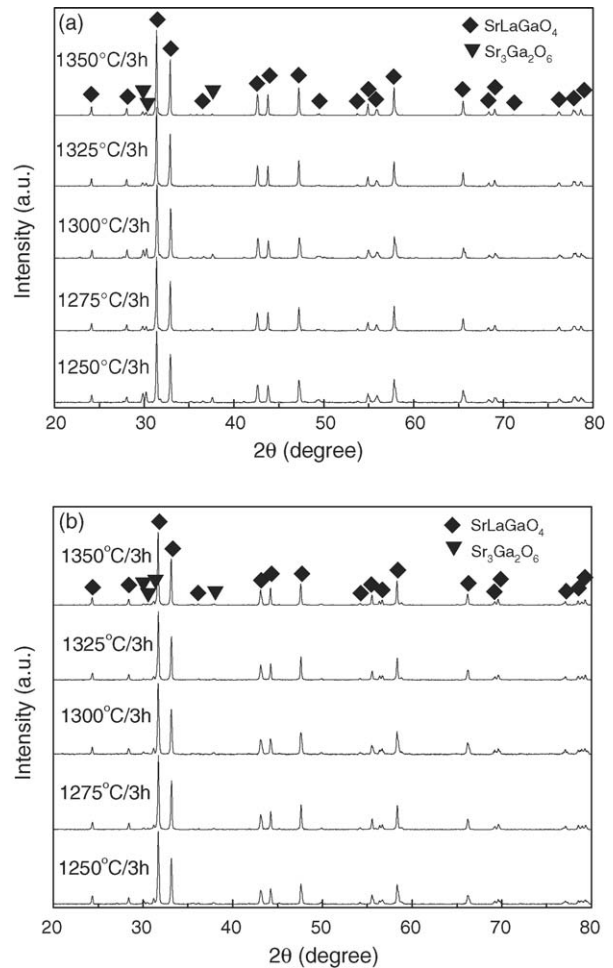 (a)
SrLaGaO₄
Sr₃Ga₂O₆
1350°C/3h
1325°C/3h
1300°C/3h
1275°C/3h
1250°C/3h
Intensity (a.u.)
20 30 40 50 60 70 80
2θ (degree)
(b)
SrLaGaO₄
Sr₃Ga₂O₆
1350°C/3h
1325°C/3h
1300°C/3h
1275°C/3h
1250°C/3h
Intensity (a.u.)
20 30 40 50 60 70 80
2θ (degree)